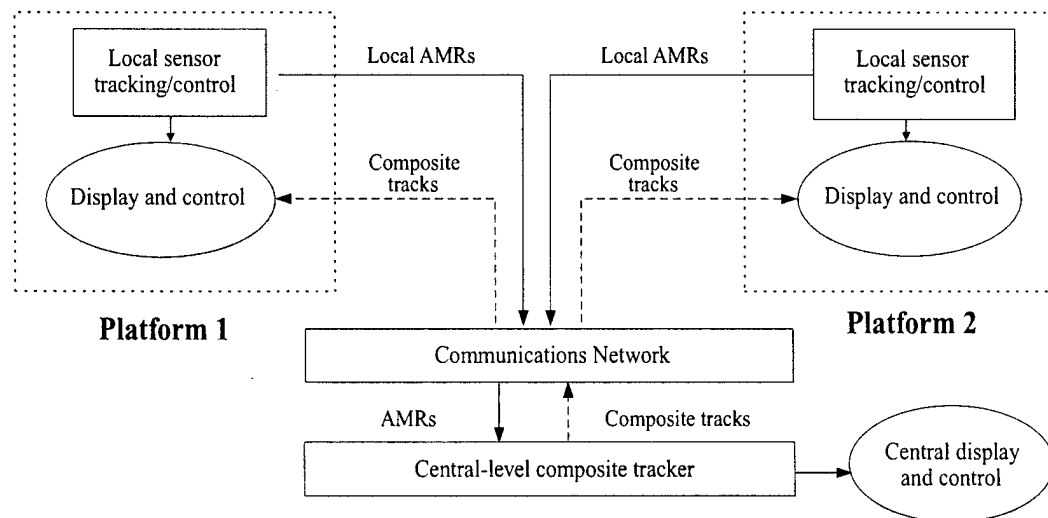 Local sensor
tracking/control
Display and control
Platform 1
Local AMRs
Local AMRs
Composite
tracks
Composite
tracks
Local sensor
tracking/control
Display and control
Platform 2
Communications Network
AMRs
Composite tracks
Central-level composite tracker
Central display
and control